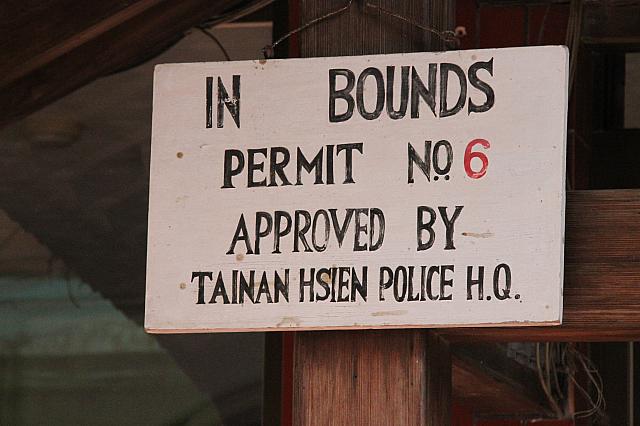 IN BOUNDS
PERMIT NO 6
APPROVED BY
TAINAN HSIEN POLICE H.Q.